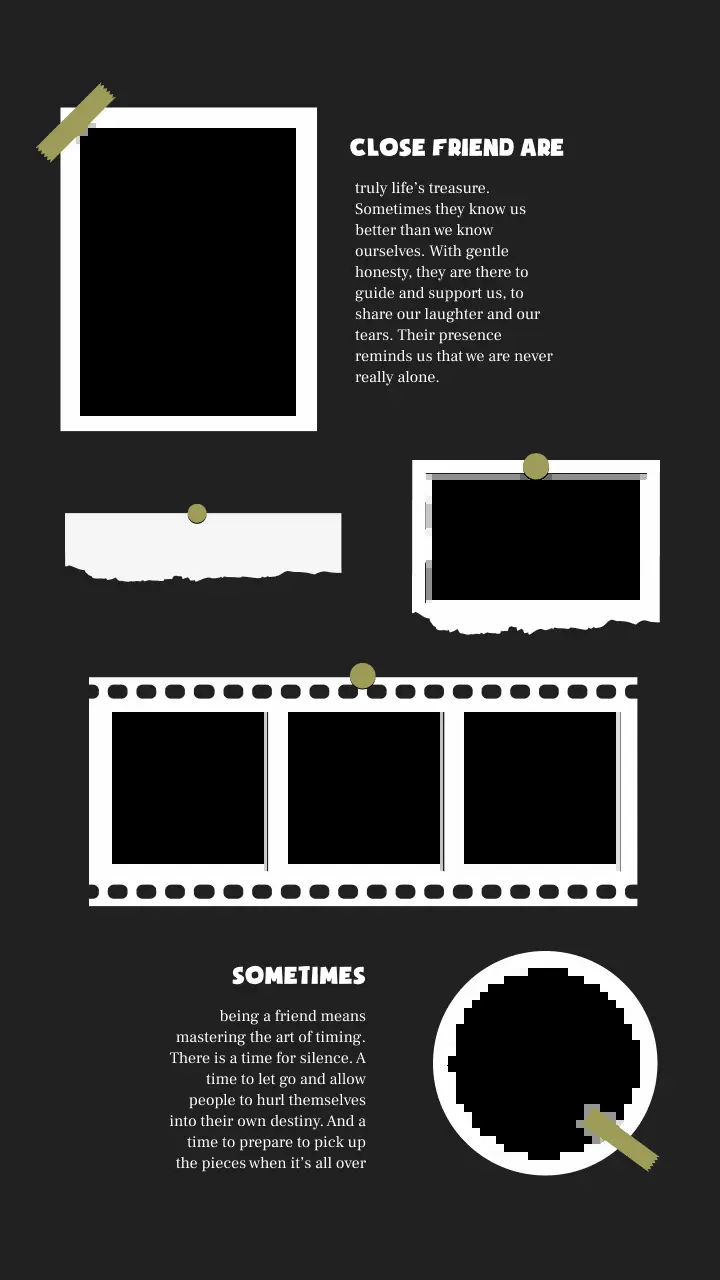 CLOSE FRIEND ARE
truly life’s treasure.
Sometimes they know us
better than we know
ourselves. With gentle
honesty, they are there to
guide and support us, to
share our laughter and our
tears. Their presence
reminds us that we are never
really alone.
SOMETIMES
being a friend means
mastering the art of timing.
There is a time for silence. A
time to let go and allow
people to hurl themselves
into their own destiny. And a
time to prepare to pick up
the pieces when it’s all over